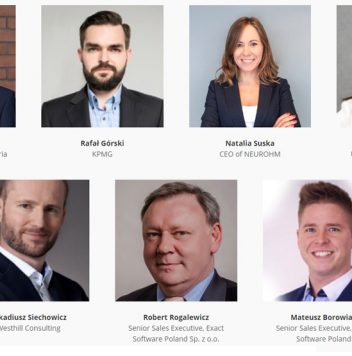 Rafał Górski
Natalia Suska
ria
KPMG
CEO of NEUROHM
kadiusz Siechowicz
Robert Rogalewicz
Mateusz Borowia
Westhill Consulting
Senior Sales Executive, Exact
Senior Sales Executive,
Software Poland Sp. z o.o.
Software Poland